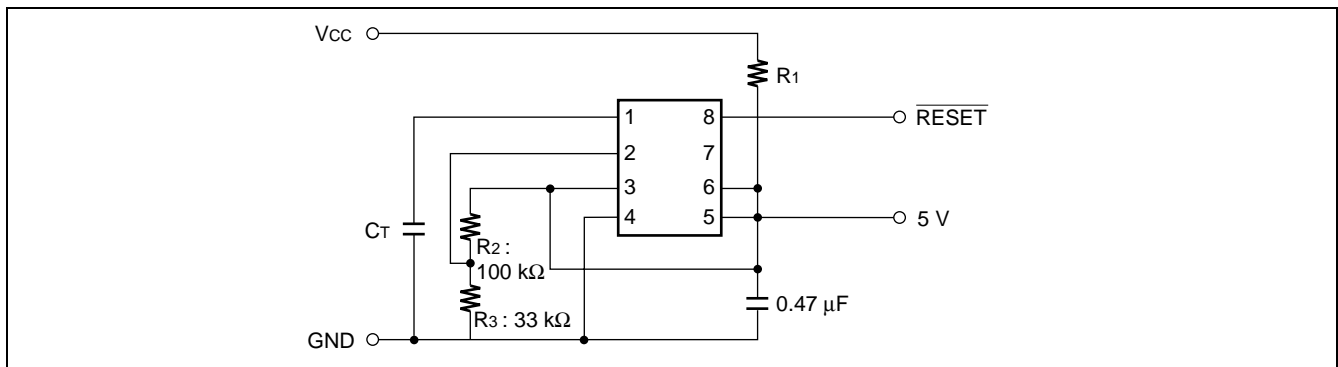 VCC
R1
1 8
RESET
2 7
3 6
4 5
5 V
CT
R2 :
100 kΩ
0.47 μF
R3 : 33 kΩ
GND